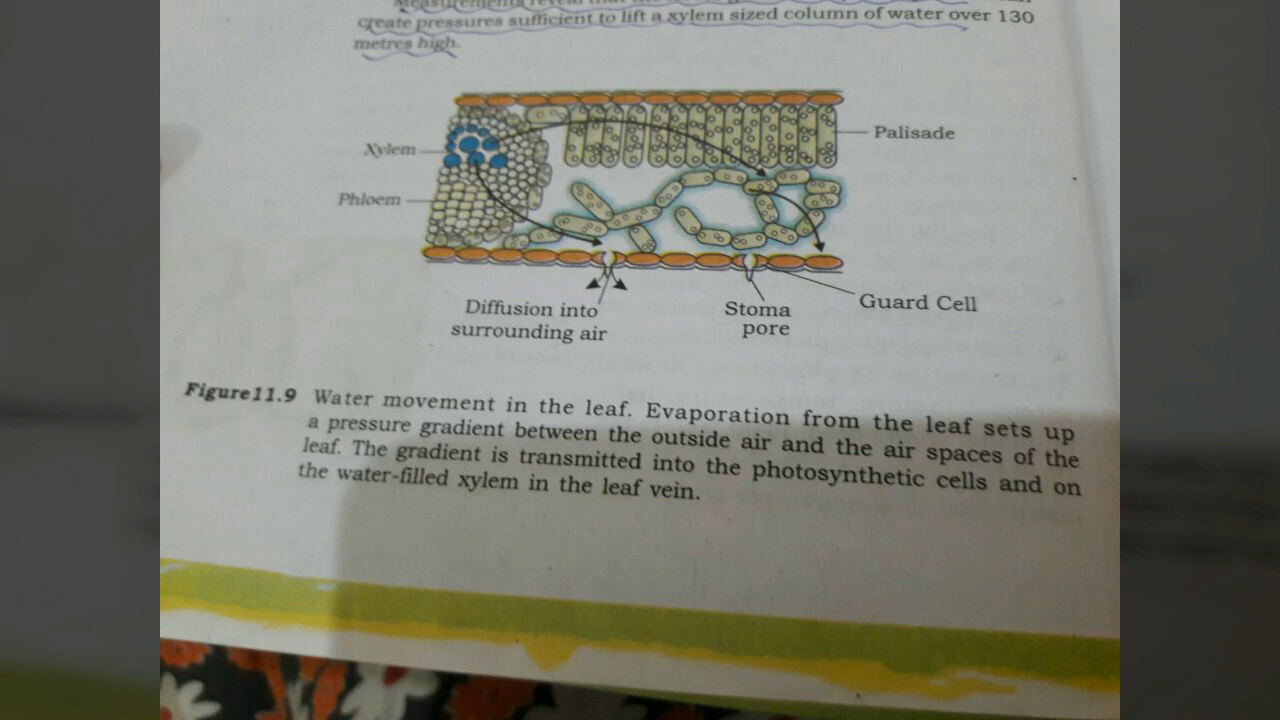 create pressures sufficient to lift a xylem sized column of water over 130
metres high.
Xylem
Phloem
Palisade
Diffusion into
surrounding air
Stoma
pore
Guard Cell
Figure11.9 Water movement in the leaf. Evaporation from the leaf sets up
a pressure gradient between the outside air and the air spaces of the
leaf. The gradient is transmitted into the photosynthetic cells and on
the water-filled xylem in the leaf vein.